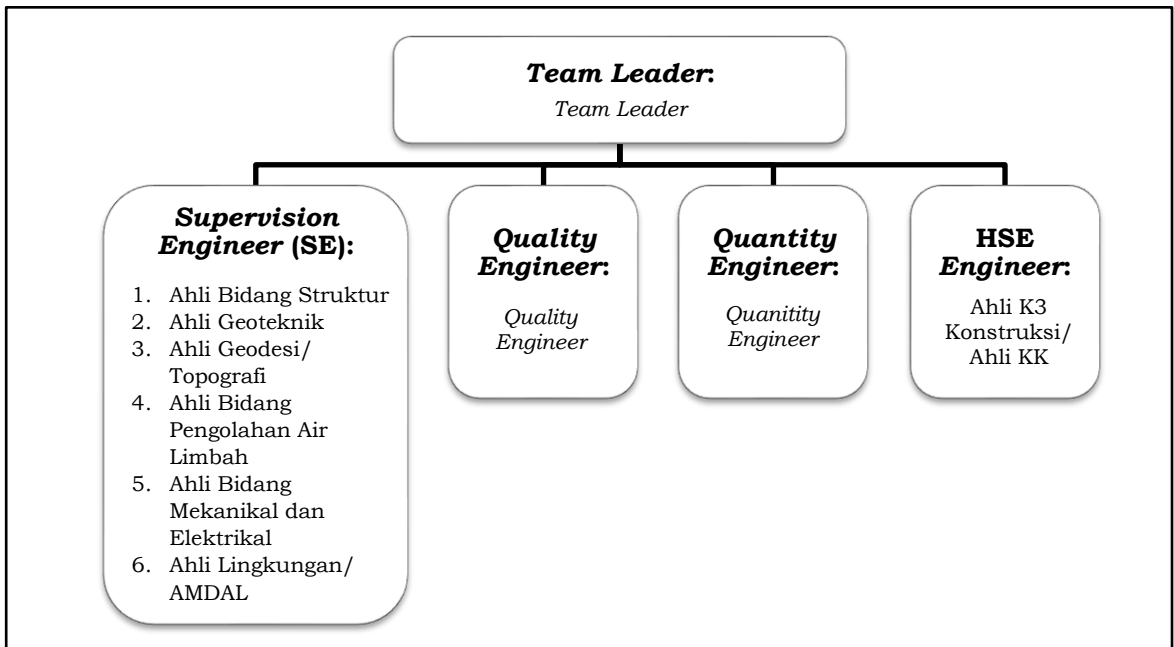 Team Leader:
Team Leader
Supervision
Engineer (SE):
1. Ahli Bidang Struktur
2. Ahli Geoteknik
3. Ahli Geodesi/
Topografi
4. Ahli Bidang
Pengolahan Air
Limbah
5. Ahli Bidang
Mekanikal dan
Elektrikal
6. Ahli Lingkungan/
AMDAL
Quality
Engineer:
Quality
Engineer
Quantity
Engineer:
Quanitity
Engineer
HSE
Engineer:
Ahli K3
Konstruksi/
Ahli KK